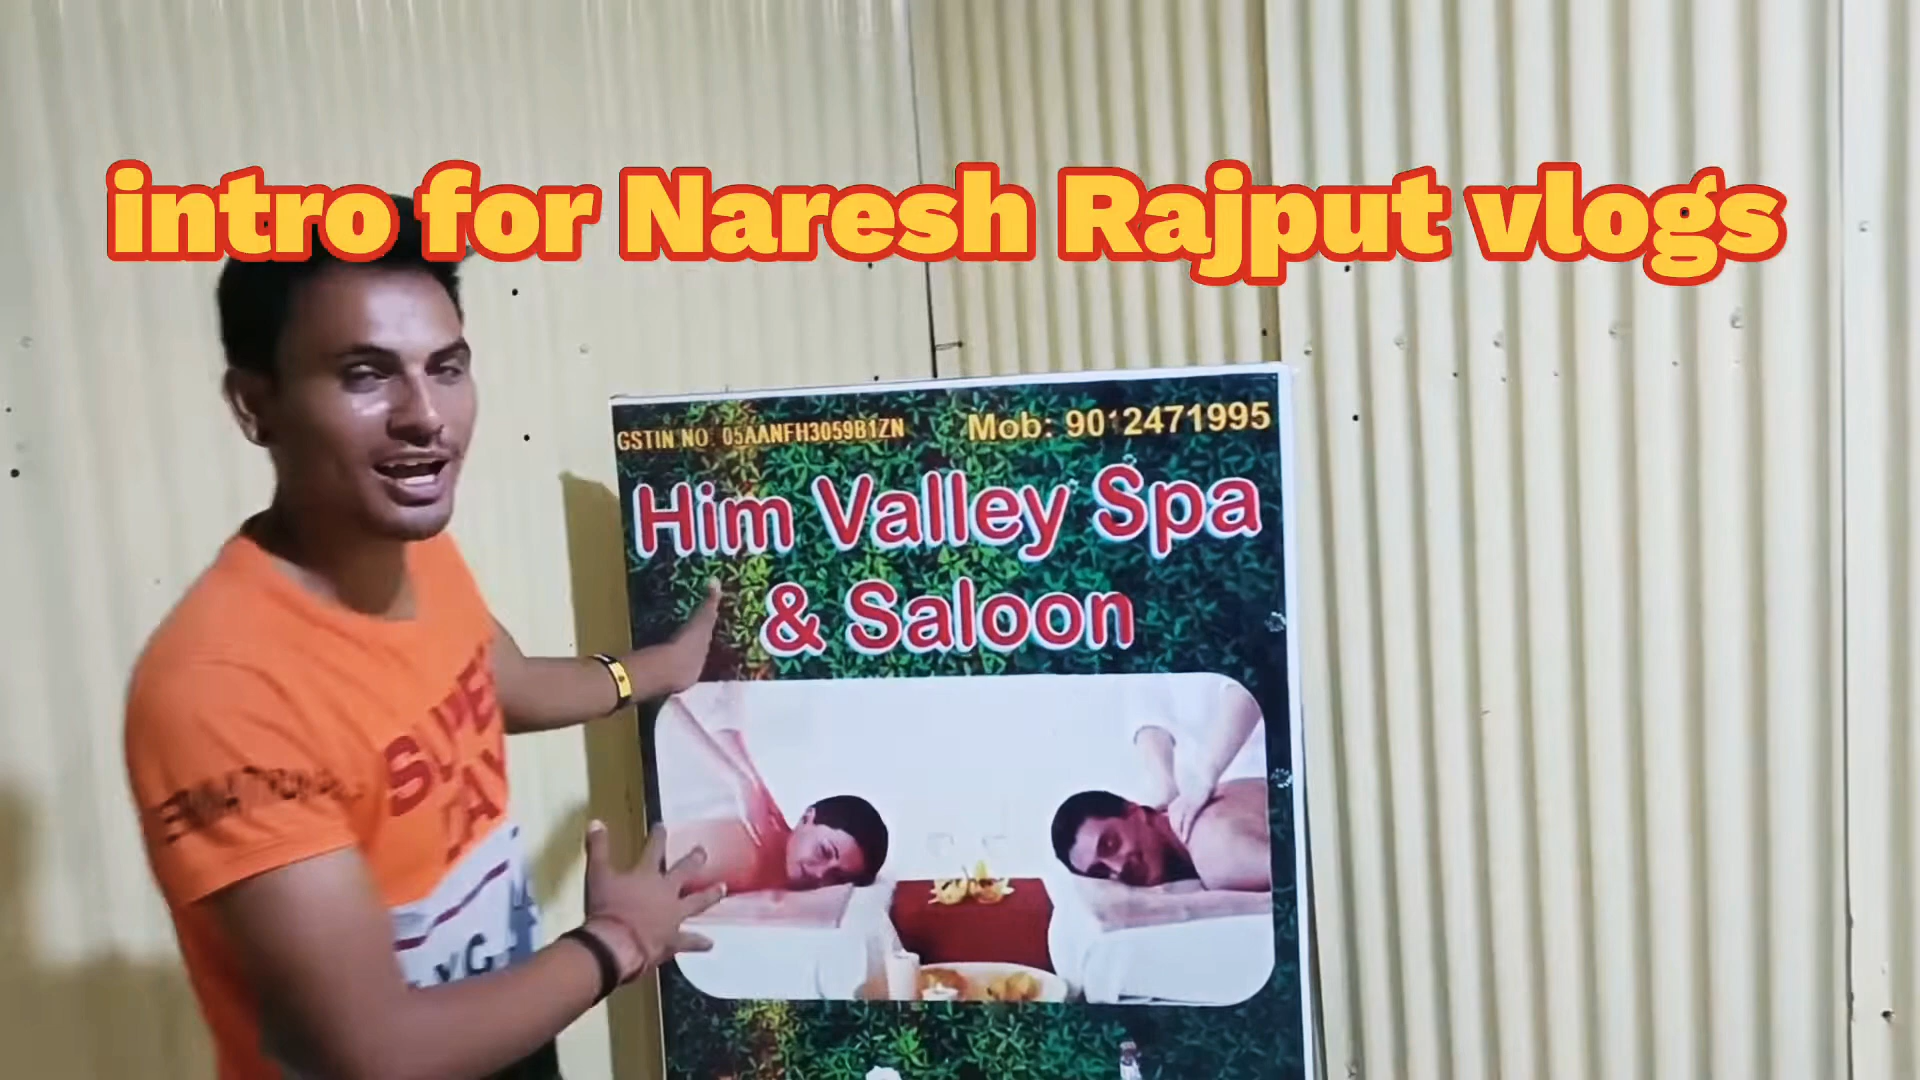 intro for Naresh Rajput vlogs
GSTIN NO. 05AANFH3059B1ZN
Mob: 9012471995
Him Valley Spa
& Saloon